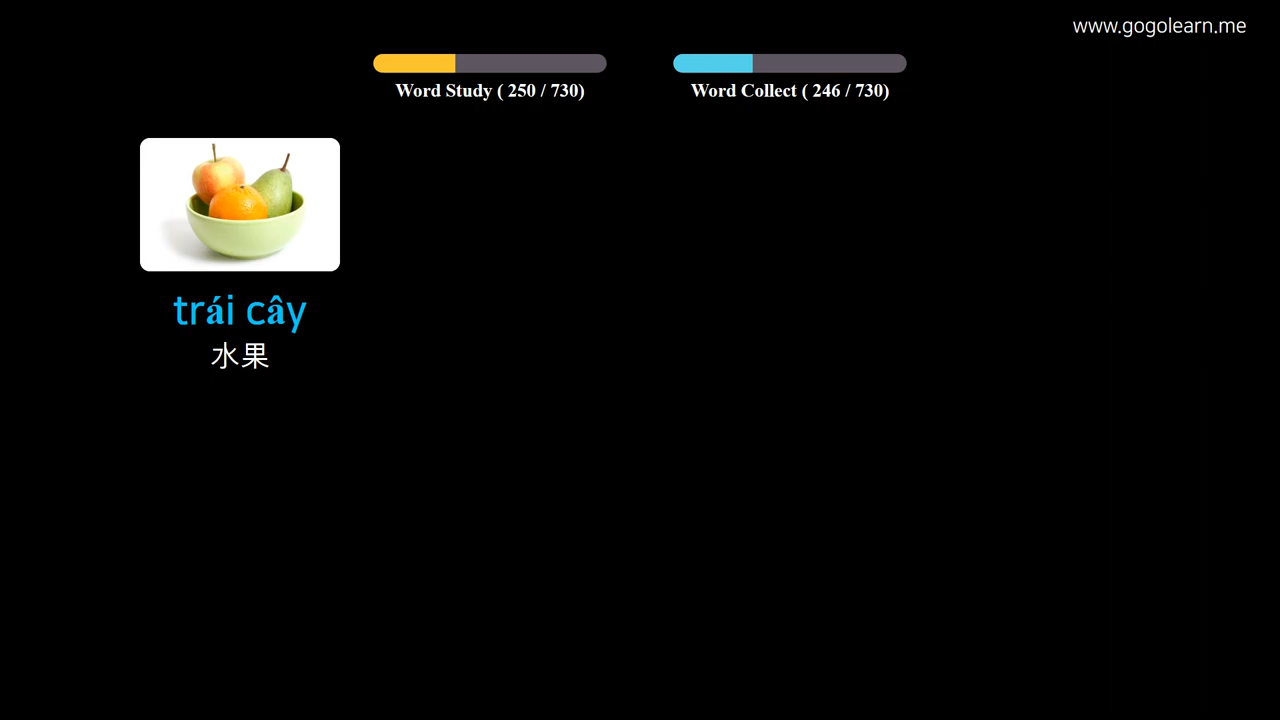 www.gogolearn.me
Word Study ( 250 / 730)
Word Collect ( 246 / 730)
trái cây
水果